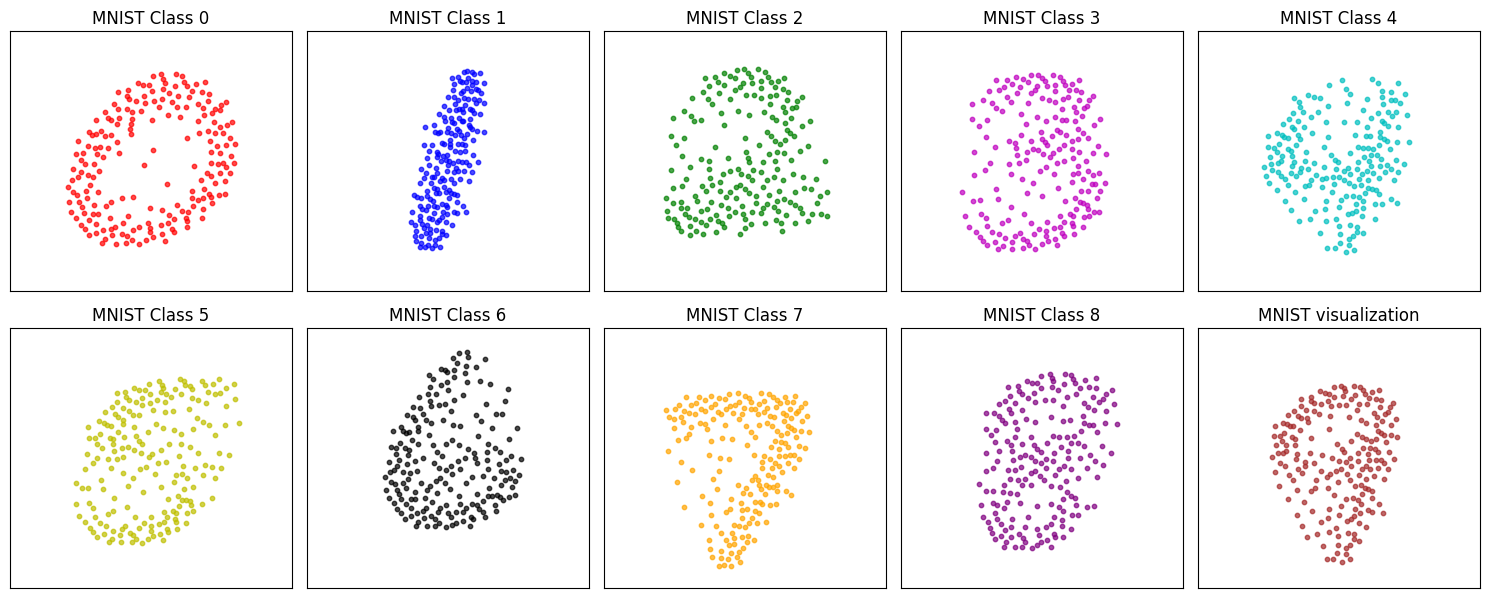 MNIST Class 0
MNIST Class 1
MNIST Class 2
MNIST Class 3
MNIST Class 4
MNIST Class 5
MNIST Class 6
MNIST Class 7
MNIST Class 8
MNIST visualization